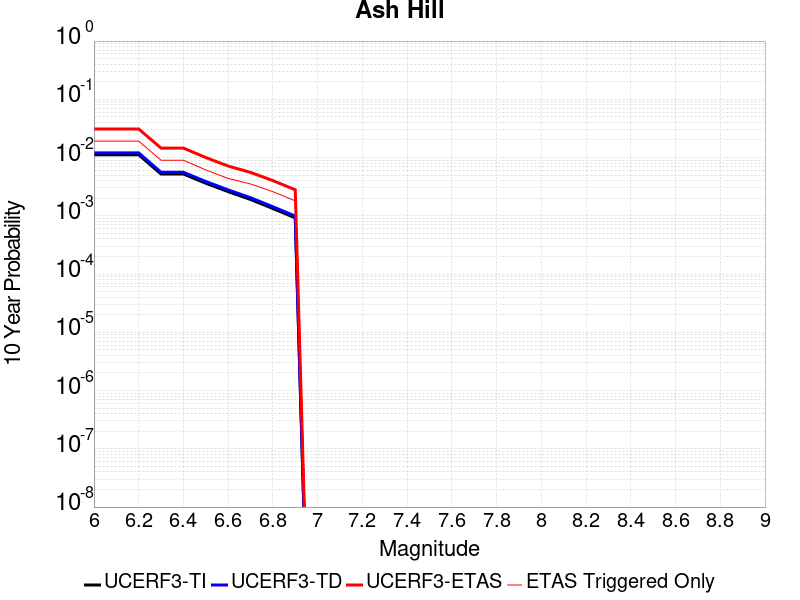 Ash Hill
10 Year Probability
10^0
10^-1
10^-2
10^-3
10^-4
10^-5
10^-6
10^-7
10^-8
6 6.2 6.4 6.6 6.8 7 7.2 7.4 7.6 7.8 8 8.2 8.4 8.6 8.8 9
Magnitude
UCERF3-TI UCERF3-TD UCERF3-ETAS ETAS Triggered Only